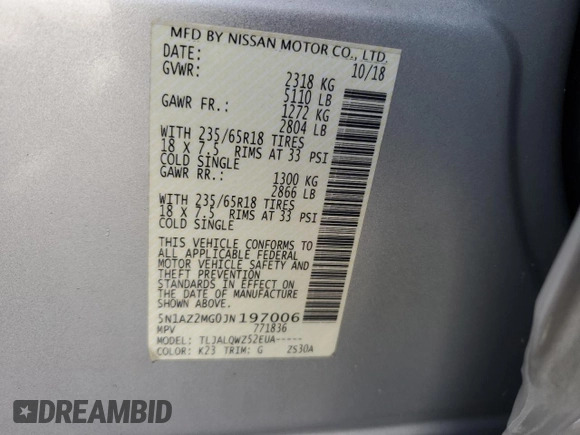 MFD BY NISSAN MOTOR CO., LTD.
DATE: 10/18
GVWR: 2318 KG
5110 LB
GAWR FR.: 1272 KG
2804 LB
WITH 235/65R18 TIRES
18 X 7.5 RIMS AT 33 PSI
COLD SINGLE
GAWR RR.: 1300 KG
2866 LB
WITH 235/65R18 TIRES
18 X 7.5 RIMS AT 33 PSI
COLD SINGLE
THIS VEHICLE CONFORMS TO
ALL APPLICABLE FEDERAL
MOTOR VEHICLE SAFETY AND
THEFT PREVENTION
STANDARDS IN EFFECT ON
THE DATE OF MANUFACTURE
SHOWN ABOVE.
5N1AZ2MG0JN197006
MPV 771836
MODEL: TLJALQWZ52EUA-----
COLOR: K23 TRIM: G ZS30A
DREAMBID